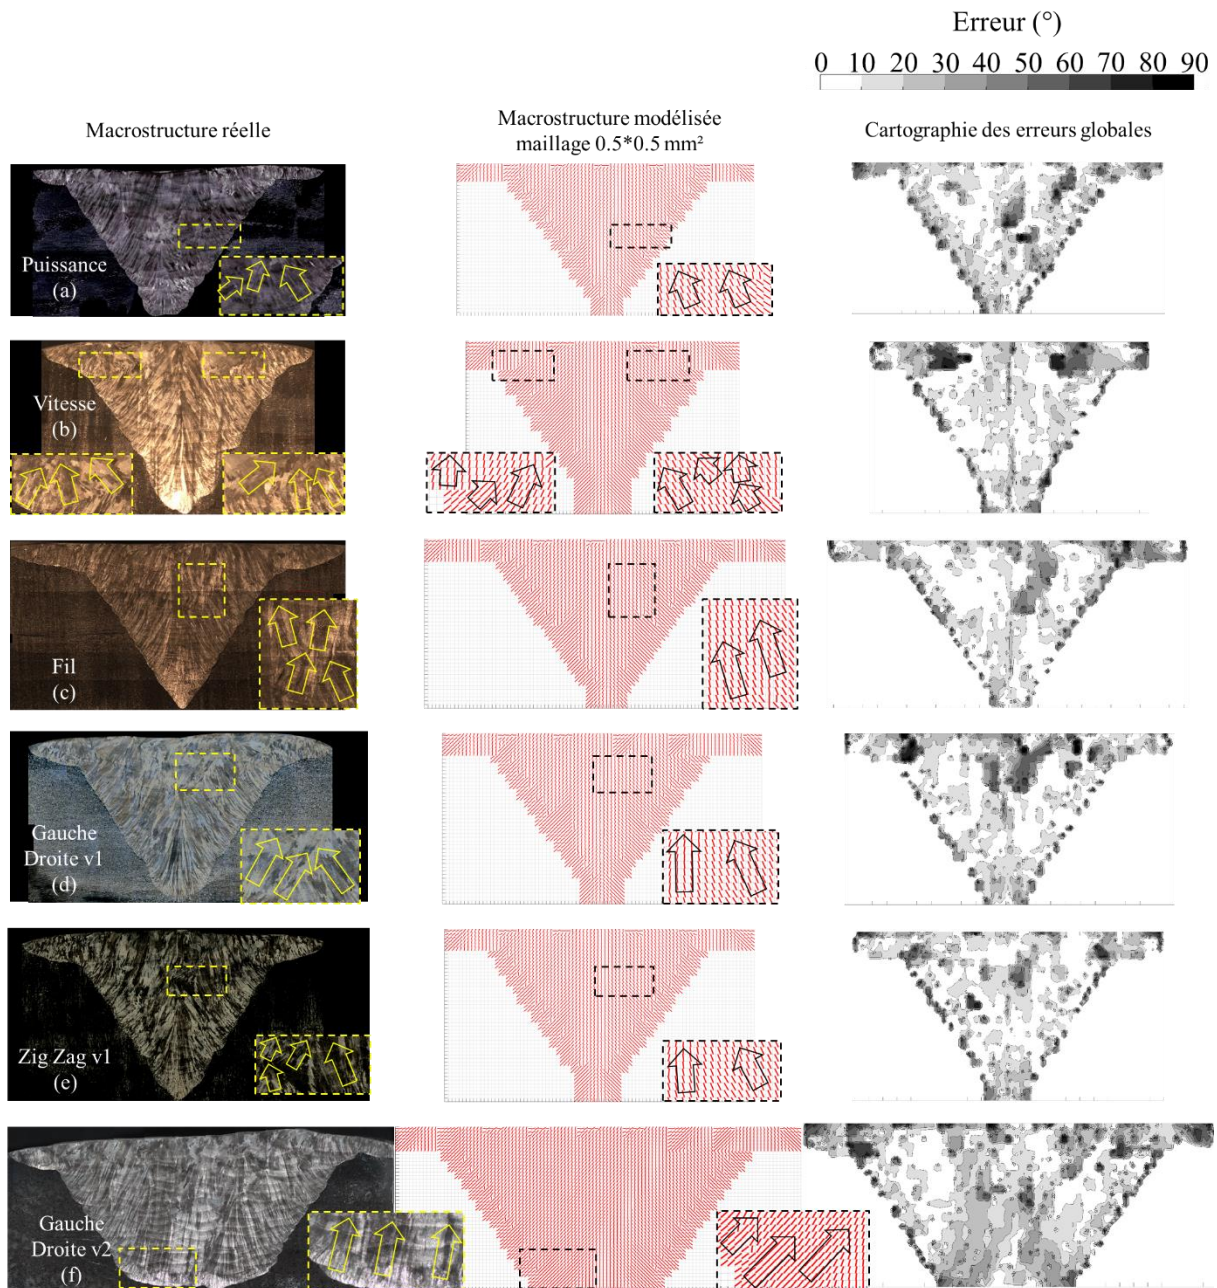 Erreur (°)
0 10 20 30 40 50 60 70 80 90
Macrostructure réelle
Macrostructure modélisée
maillage 0.5*0.5 mm²
Cartographie des erreurs globales
Puissance
(a)
Vitesse
(b)
Fil
(c)
Gauche
Droite v1
(d)
Zig Zag v1
(e)
Gauche
Droite v2
(f)